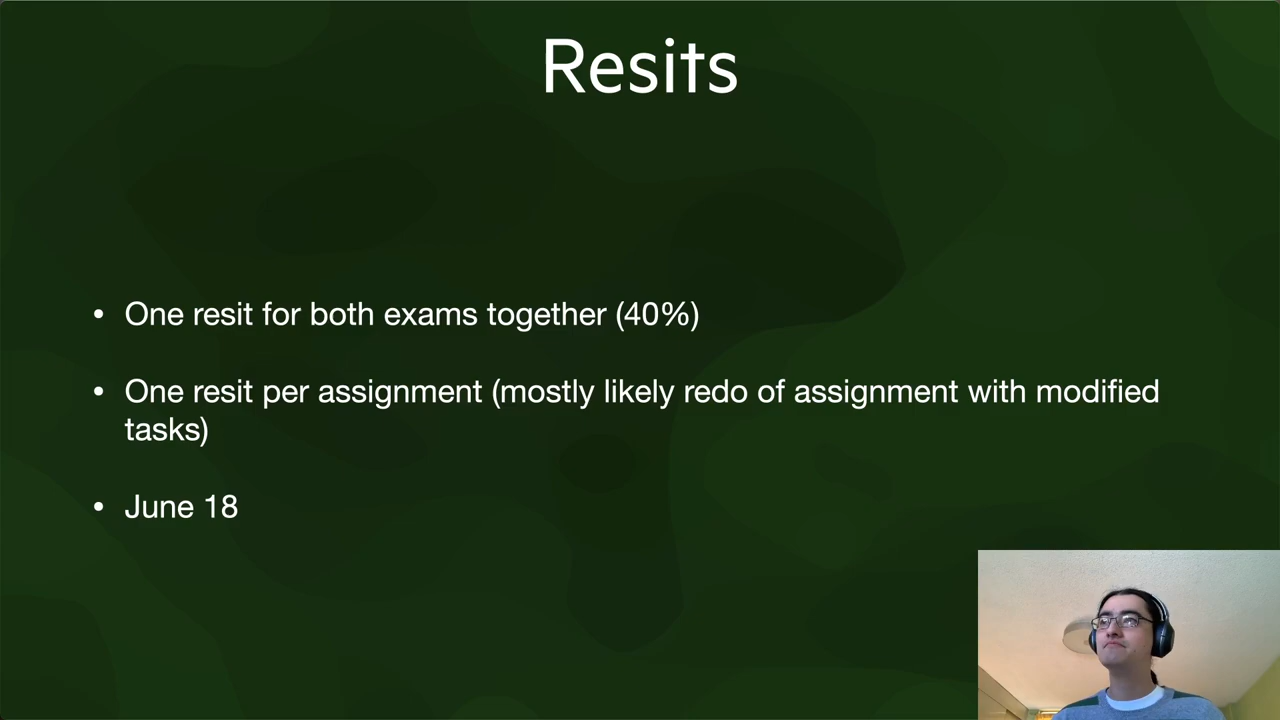 Resits
• One resit for both exams together (40%)
• One resit per assignment (mostly likely redo of assignment with modified
tasks)
• June 18